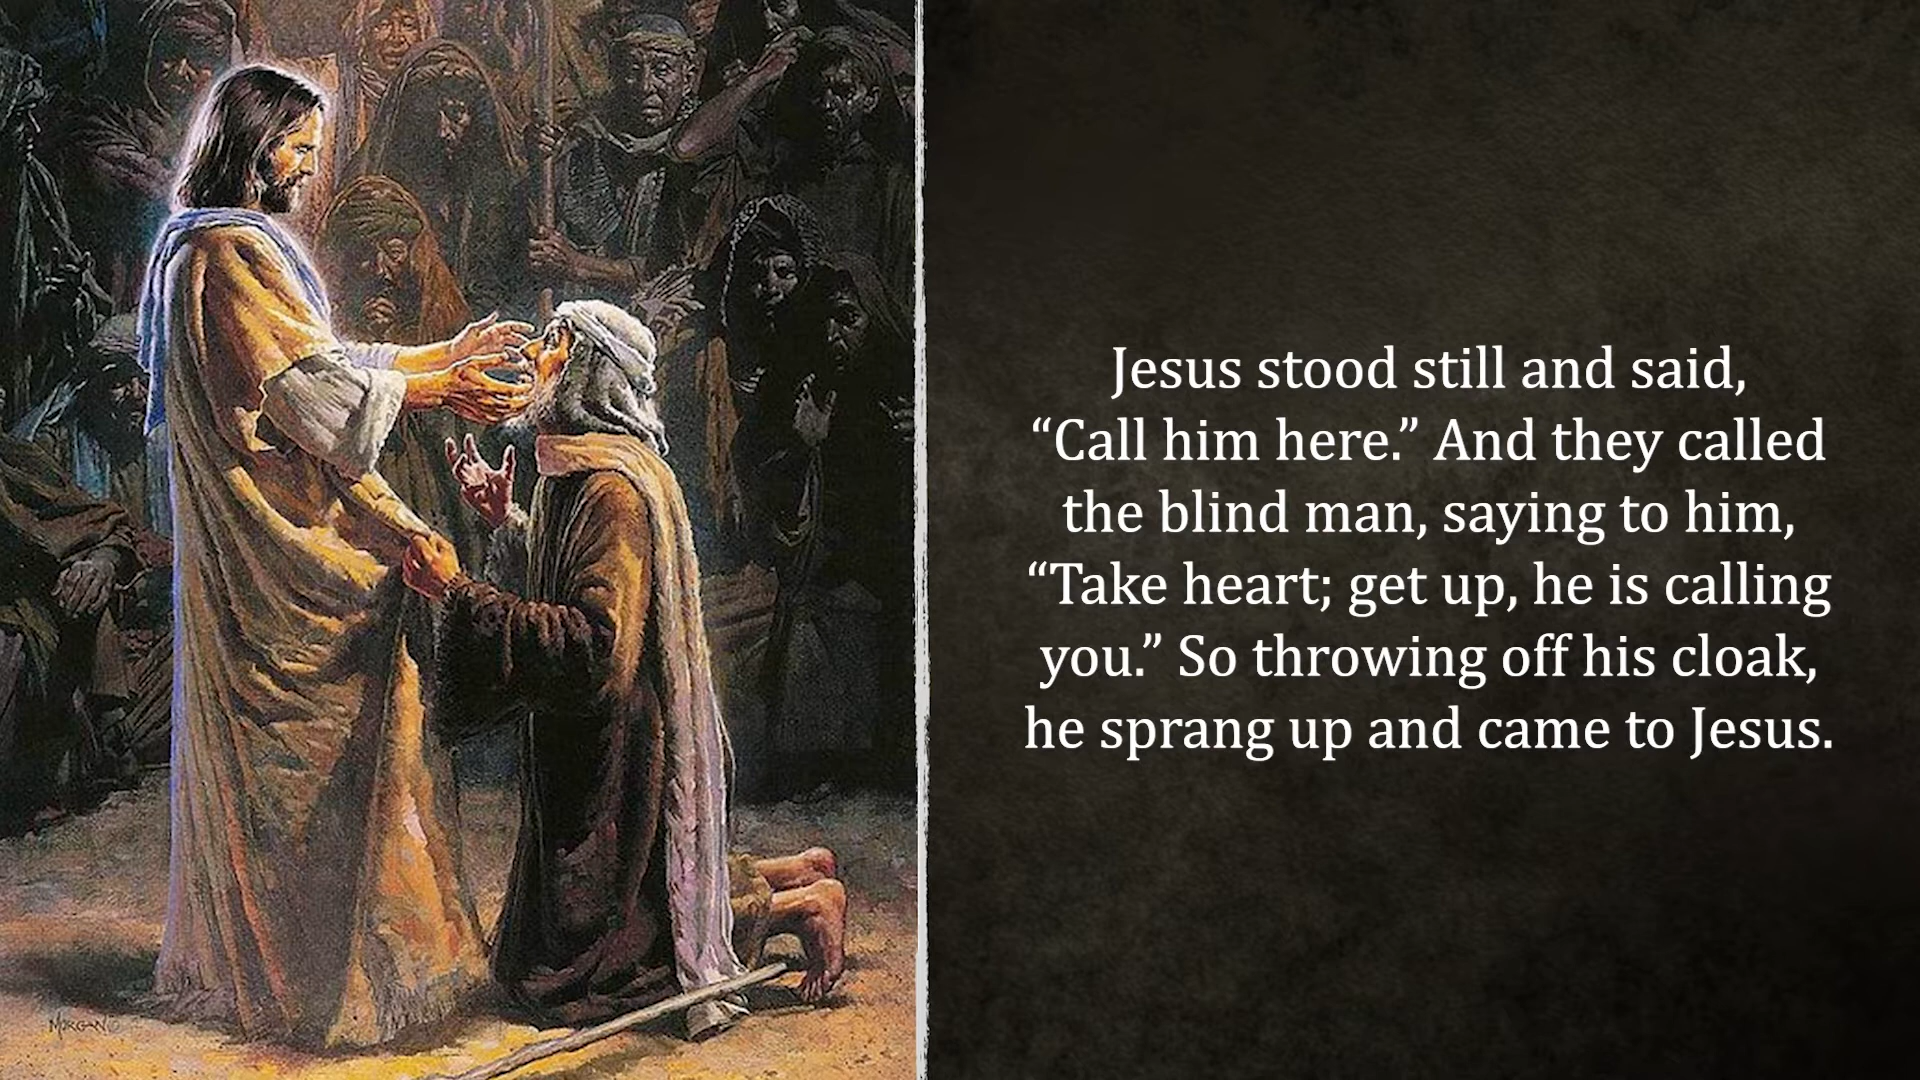 Jesus stood still and said,
“Call him here.” And they called
the blind man, saying to him,
“Take heart; get up, he is calling
you.” So throwing off his cloak,
he sprang up and came to Jesus.
MORGAN